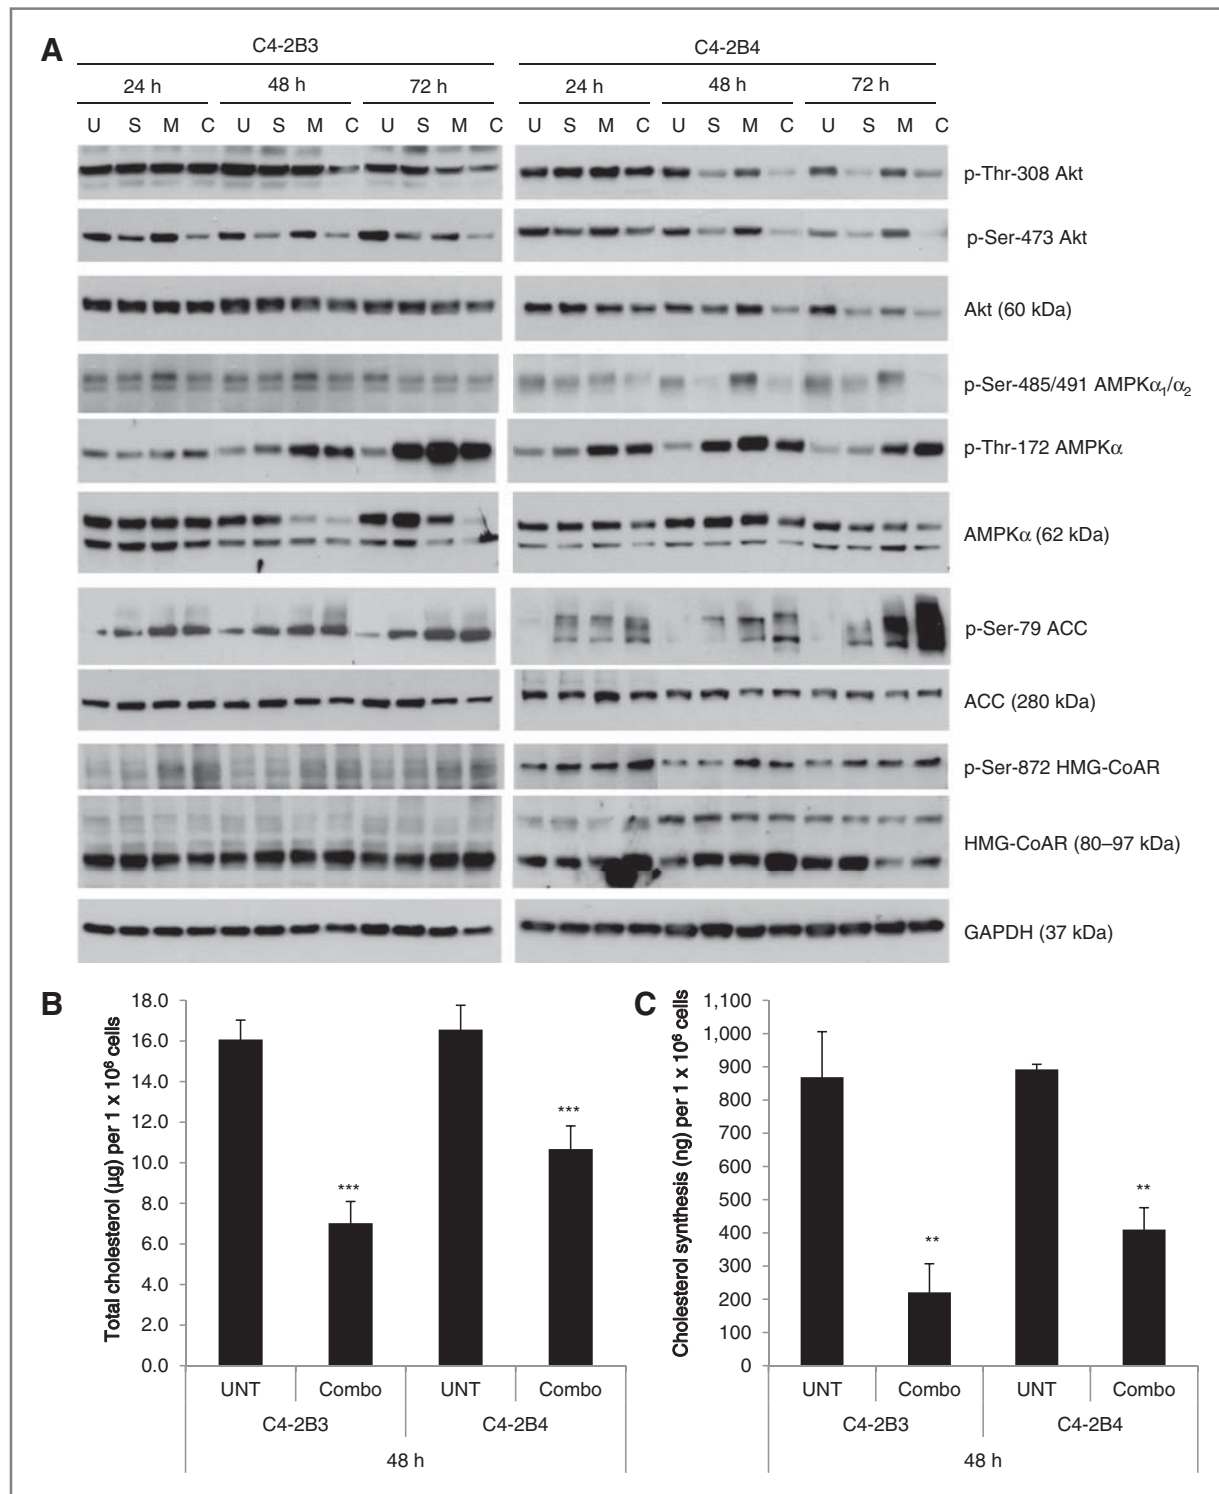 A
C4-2B3 C4-2B4
24 h 48 h 72 h 24 h 48 h 72 h
U S M C U S M C U S M C U S M C U S M C U S M C
p-Thr-308 Akt
p-Ser-473 Akt
Akt (60 kDa)
p-Ser-485/491 AMPKα1/α2
p-Thr-172 AMPKα
AMPKα (62 kDa)
p-Ser-79 ACC
ACC (280 kDa)
p-Ser-872 HMG-CoAR
HMG-CoAR (80–97 kDa)
GAPDH (37 kDa)
B
Total cholesterol (µg) per 1 x 10⁶ cells
18.0
16.0
14.0
12.0
10.0
8.0
6.0
4.0
2.0
0.0
***
***
UNT Combo UNT Combo
C4-2B3 C4-2B4
48 h
C
Cholesterol synthesis (ng) per 1 x 10⁶ cells
1,100
1,000
900
800
700
600
500
400
300
200
100
0
**
**
UNT Combo UNT Combo
C4-2B3 C4-2B4
48 h